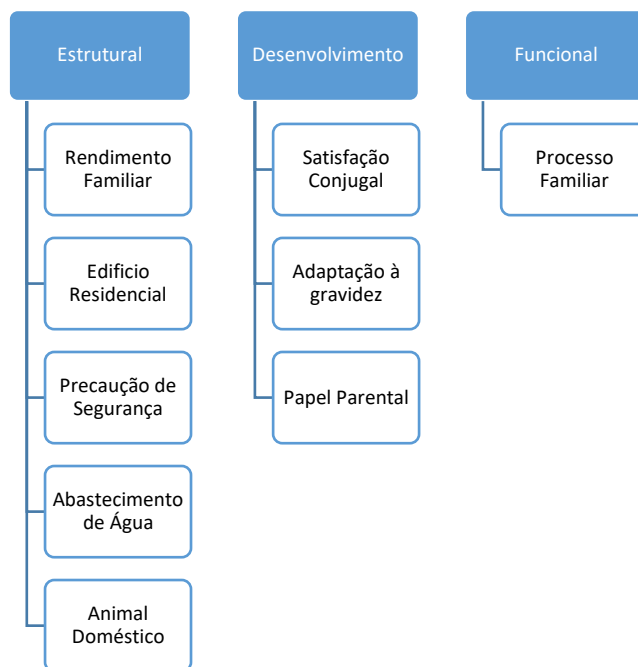 Estrutural
Rendimento
Familiar
Edificio
Residencial
Precaução de
Segurança
Abastecimento
de Água
Animal
Doméstico
Desenvolvimento
Satisfação
Conjugal
Adaptação à
gravidez
Papel Parental
Funcional
Processo
Familiar